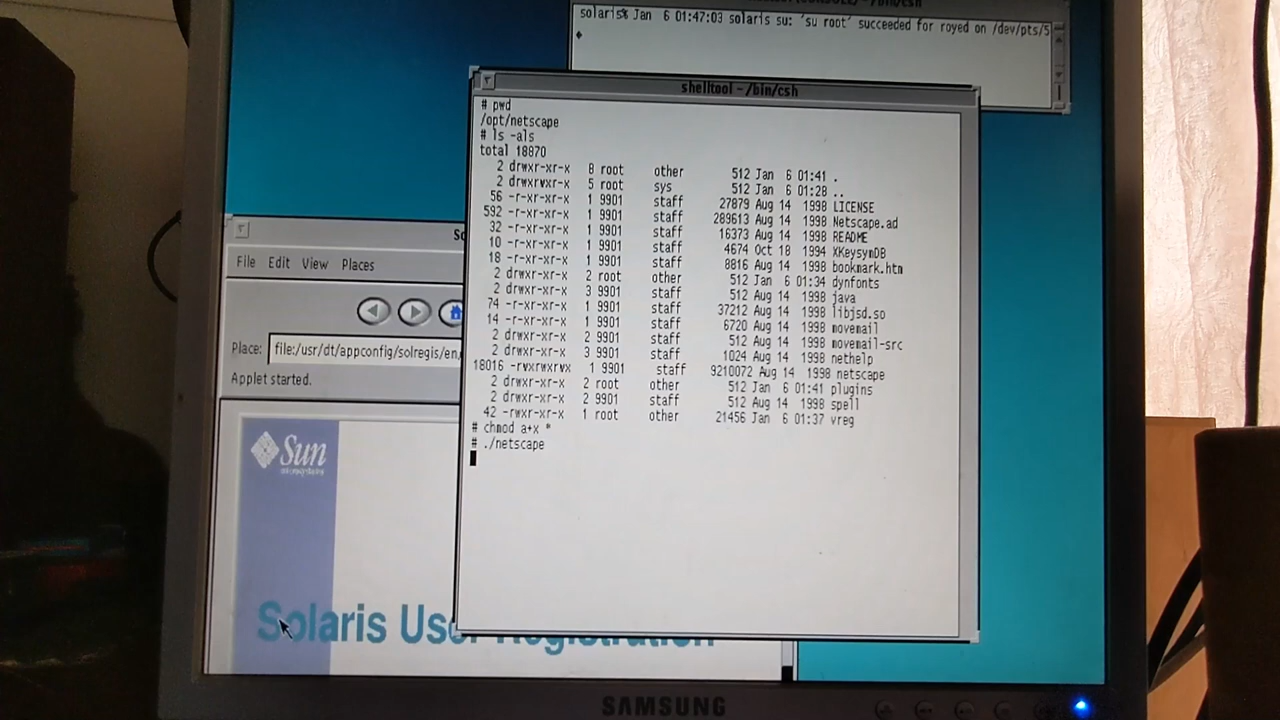 solaris% Jan 6 01:47:03 solaris su: 'su root' succeeded for royed on /dev/pts/5
shelltool - /bin/csh
# pwd
/opt/netscape
# ls -als
total 18870
2 drwxr-xr-x 8 root other 512 Jan 6 01:41 .
2 drwxrwxr-x 5 root sys 512 Jan 6 01:28 ..
56 -r-xr-xr-x 1 9901 staff 27879 Aug 14 1998 LICENSE
592 -r-xr-xr-x 1 9901 staff 289613 Aug 14 1998 Netscape.ad
32 -r-xr-xr-x 1 9901 staff 16373 Aug 14 1998 README
10 -r-xr-xr-x 1 9901 staff 4674 Oct 18 1994 XKeysymDB
18 -r-xr-xr-x 1 9901 staff 8816 Aug 14 1998 bookmark.htm
2 drwxr-xr-x 2 root other 512 Jan 6 01:34 dynfonts
2 drwxr-xr-x 3 9901 staff 512 Aug 14 1998 java
74 -r-xr-xr-x 1 9901 staff 37212 Aug 14 1998 libjsd.so
14 -r-xr-xr-x 1 9901 staff 6720 Aug 14 1998 movemail
2 drwxr-xr-x 2 9901 staff 512 Aug 14 1998 movemail-src
2 drwxr-xr-x 3 9901 staff 1024 Aug 14 1998 nethelp
18016 -rwxrwxrwx 1 9901 staff 9210072 Aug 14 1998 netscape
2 drwxr-xr-x 2 root other 512 Jan 6 01:41 plugins
2 drwxr-xr-x 2 9901 staff 512 Aug 14 1998 spell
42 -rwxr-xr-x 1 root other 21456 Jan 6 01:37 vreg
# chmod a+x *
# ./netscape
File Edit View Places
Place: file:/usr/dt/appconfig/solregis/en
Applet started.
Sun
microsystems
Solaris User Registration
SAMSUNG